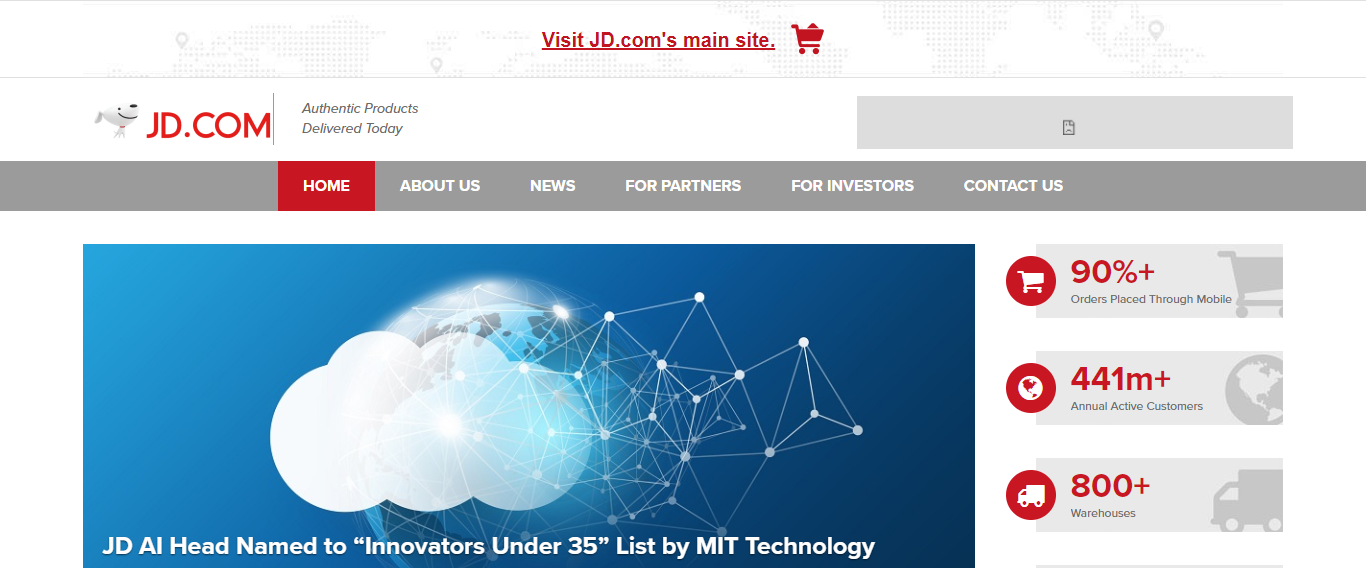 Visit JD.com's main site.
JD.COM
Authentic Products
Delivered Today
HOME
ABOUT US
NEWS
FOR PARTNERS
FOR INVESTORS
CONTACT US
JD AI Head Named to “Innovators Under 35” List by MIT Technology
90%+
Orders Placed Through Mobile
441m+
Annual Active Customers
800+
Warehouses